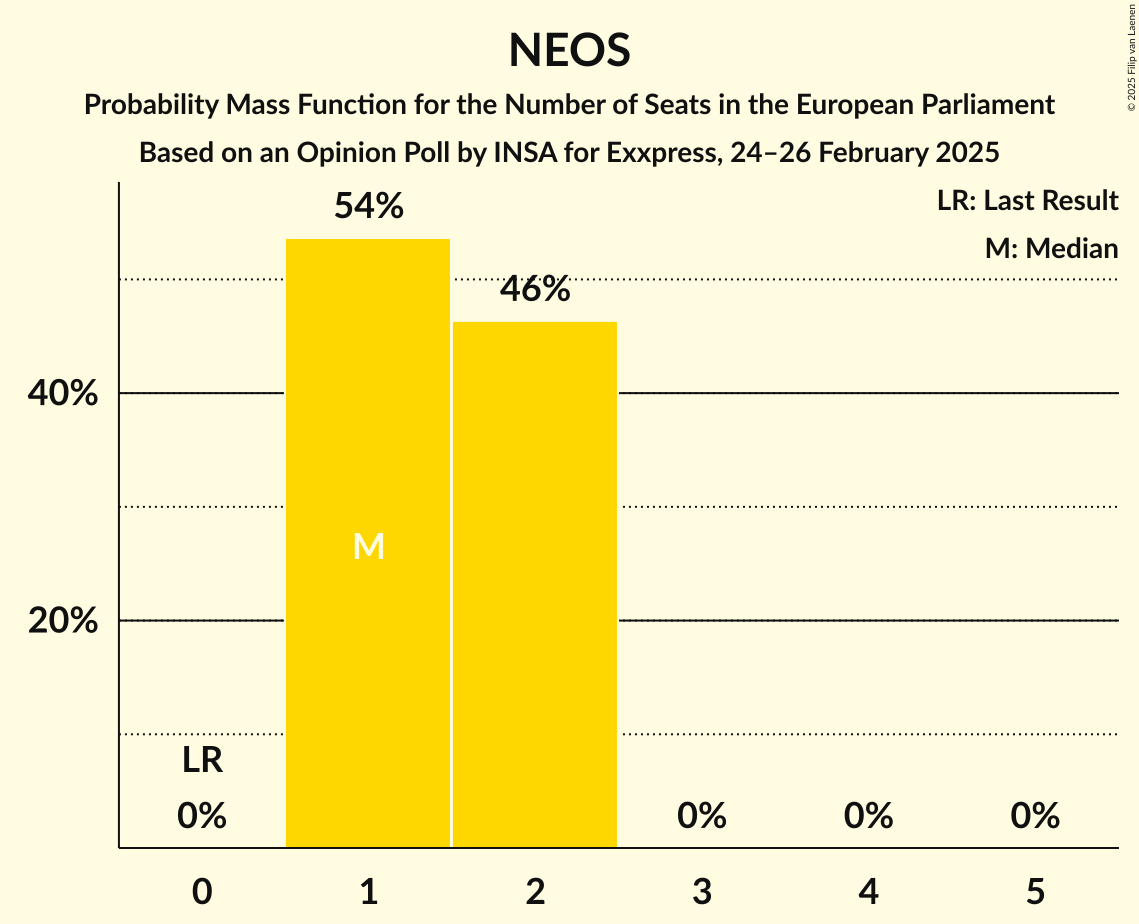 NEOS
Probability Mass Function for the Number of Seats in the European Parliament
Based on an Opinion Poll by INSA for Exxpress, 24–26 February 2025
© 2025 Filip van Laenen
LR: Last Result
M: Median
54%
46%
40%
M
20%
LR
0%
0%
0%
0%
0
1
2
3
4
5